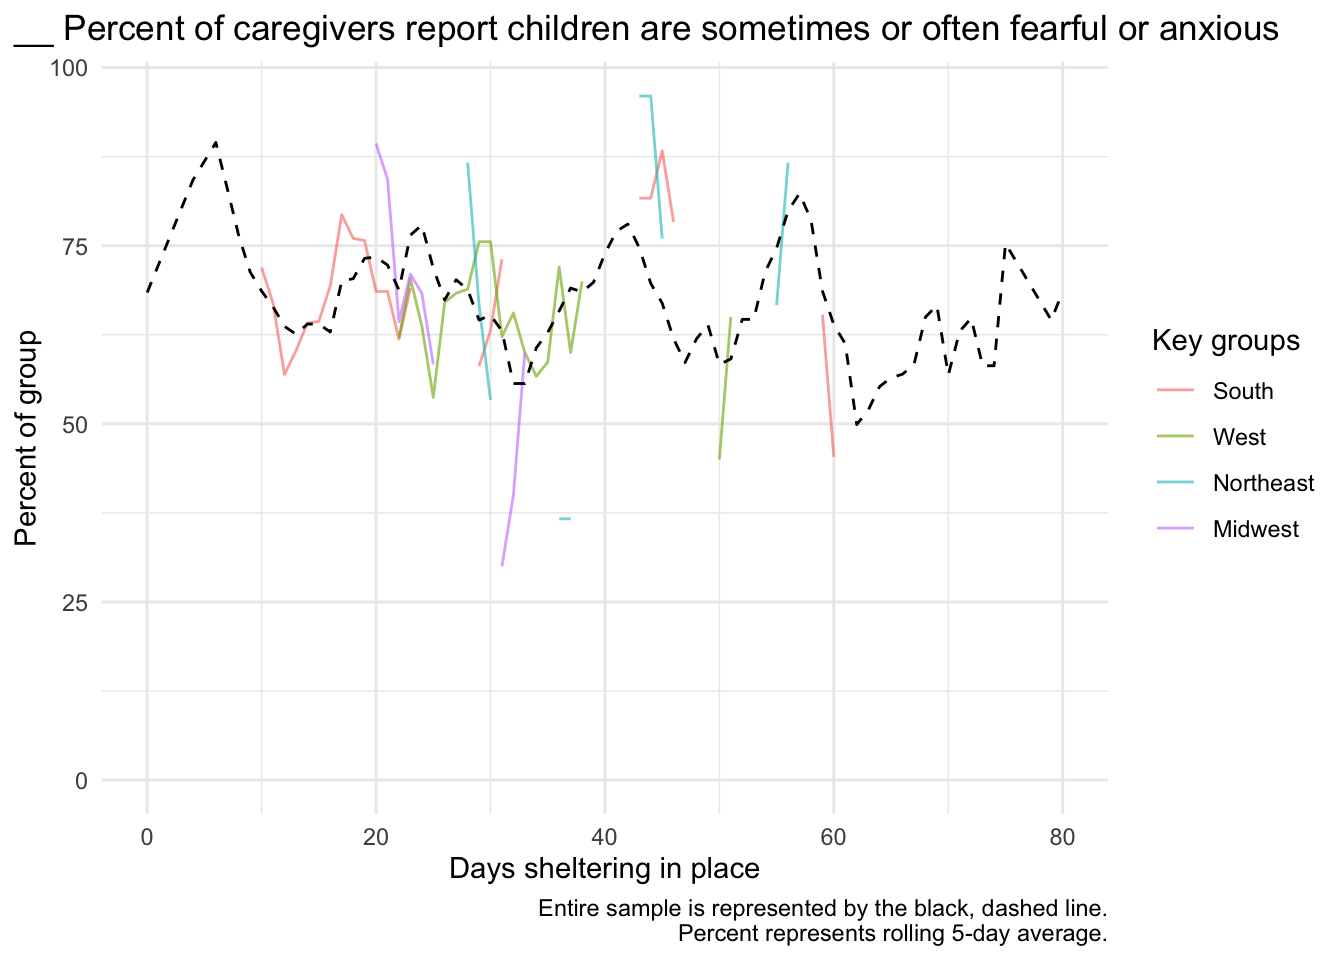 __ Percent of caregivers report children are sometimes or often fearful or anxious
100
75
50
25
0
Percent of group
0 20 40 60 80
Days sheltering in place
Key groups
South
West
Northeast
Midwest
Entire sample is represented by the black, dashed line.
Percent represents rolling 5-day average.